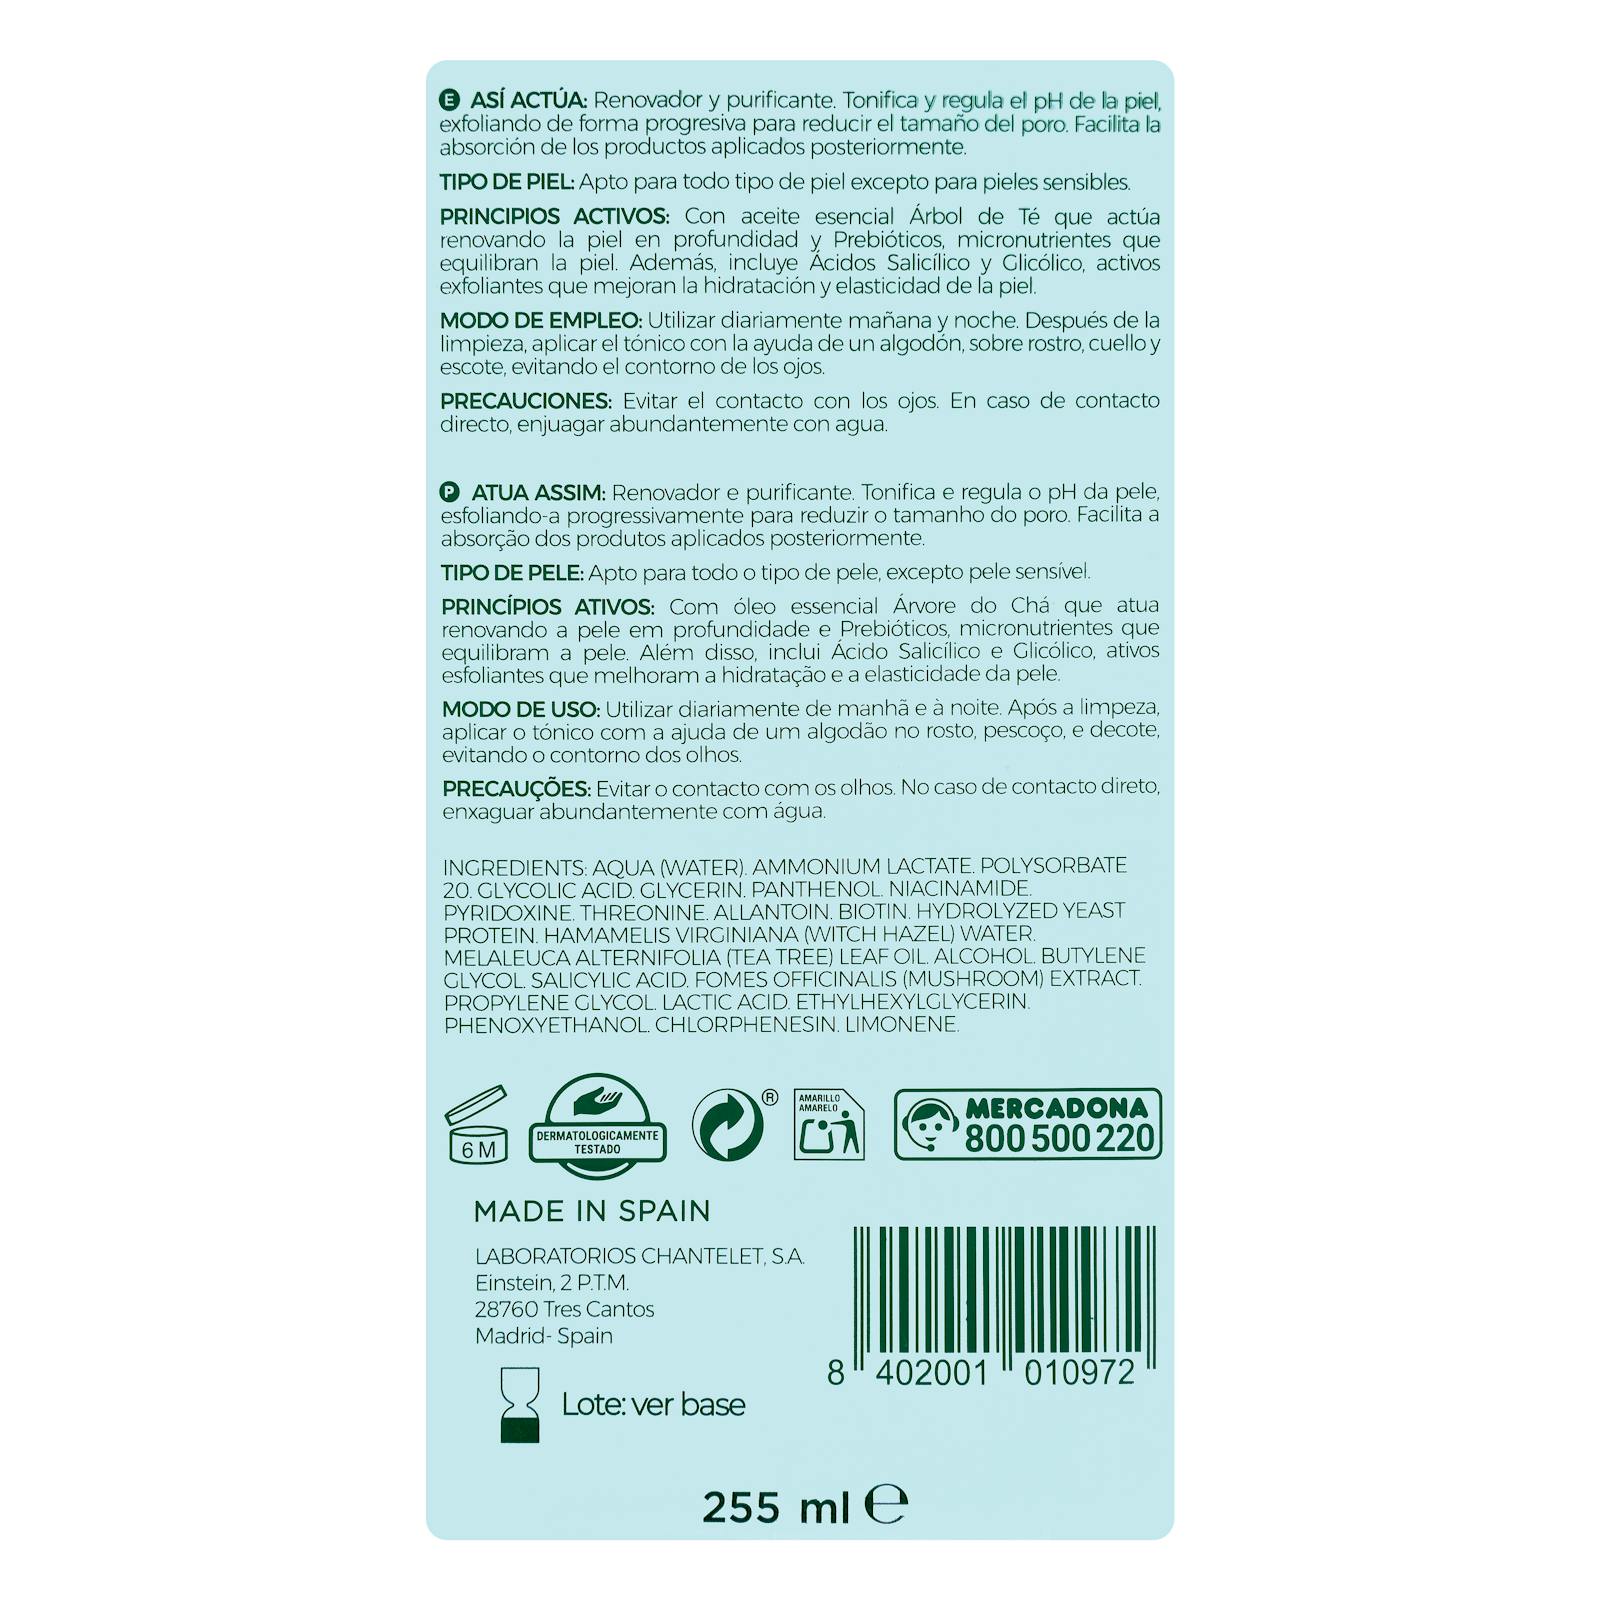 E ASÍ ACTÚA: Renovador y purificante. Tonifica y regula el pH de la piel,
exfoliando de forma progresiva para reducir el tamaño del poro. Facilita la
absorción de los productos aplicados posteriormente.
TIPO DE PIEL: Apto para todo tipo de piel excepto para pieles sensibles.
PRINCIPIOS ACTIVOS: Con aceite esencial Árbol de Té que actúa
renovando la piel en profundidad y Prebióticos, micronutrientes que
equilibran la piel. Además, incluye Ácidos Salicílico y Glicólico, activos
exfoliantes que mejoran la hidratación y elasticidad de la piel.
MODO DE EMPLEO: Utilizar diariamente mañana y noche. Después de la
limpieza, aplicar el tónico con la ayuda de un algodón, sobre rostro, cuello y
escote, evitando el contorno de los ojos.
PRECAUCIONES: Evitar el contacto con los ojos. En caso de contacto
directo, enjuagar abundantemente con agua.
P ATUA ASSIM: Renovador e purificante. Tonifica e regula o pH da pele,
esfoliando-a progressivamente para reduzir o tamanho do poro. Facilita a
absorção dos produtos aplicados posteriormente.
TIPO DE PELE: Apto para todo o tipo de pele, excepto pele sensível.
PRINCÍPIOS ATIVOS: Com óleo essencial Árvore do Chá que atua
renovando a pele em profundidade e Prebióticos, micronutrientes que
equilibram a pele. Além disso, inclui Ácido Salicílico e Glicólico, ativos
esfoliantes que melhoram a hidratação e a elasticidade da pele.
MODO DE USO: Utilizar diariamente de manhã e à noite. Após a limpeza,
aplicar o tónico com a ajuda de um algodão no rosto, pescoço, e decote,
evitando o contorno dos olhos.
PRECAUÇÕES: Evitar o contacto com os olhos. No caso de contacto direto,
enxaguar abundantemente com água.
INGREDIENTS: AQUA (WATER). AMMONIUM LACTATE. POLYSORBATE
20. GLYCOLIC ACID. GLYCERIN. PANTHENOL. NIACINAMIDE.
PYRIDOXINE. THREONINE. ALLANTOIN. BIOTIN. HYDROLYZED YEAST
PROTEIN. HAMAMELIS VIRGINIANA (WITCH HAZEL) WATER.
MELALEUCA ALTERNIFOLIA (TEA TREE) LEAF OIL. ALCOHOL. BUTYLENE
GLYCOL. SALICYLIC ACID. FOMES OFFICINALIS (MUSHROOM) EXTRACT.
PROPYLENE GLYCOL. LACTIC ACID. ETHYLHEXYLGLYCERIN.
PHENOXYETHANOL. CHLORPHENESIN. LIMONENE.
6 M
DERMATOLOGICAMENTE
TESTADO
®
AMARILLO
AMARELO
MERCADONA
800 500 220
MADE IN SPAIN
LABORATORIOS CHANTELET, S.A.
Einstein, 2 P.T.M.
28760 Tres Cantos
Madrid- Spain
8 402001 010972
Lote: ver base
255 ml ℮